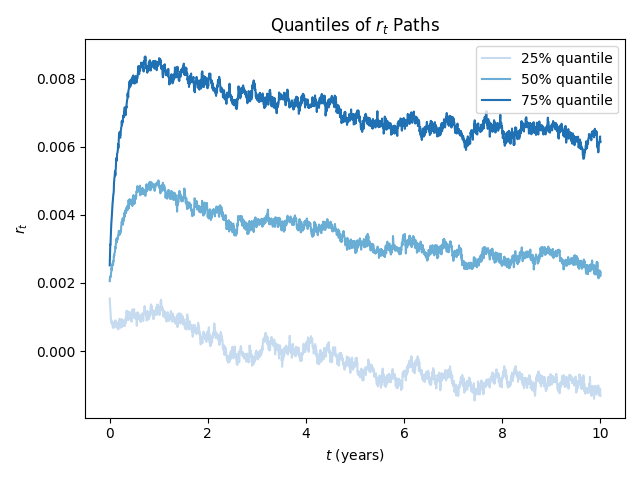 Quantiles of r_t Paths
25% quantile
50% quantile
75% quantile
r_t
0.008
0.006
0.004
0.002
0.000
0 2 4 6 8 10
t (years)